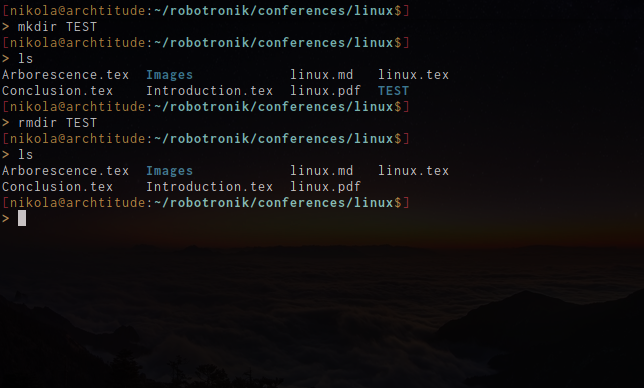 [nikola@archtitude:~/robotronik/conferences/linux$]
> mkdir TEST
[nikola@archtitude:~/robotronik/conferences/linux$]
> ls
Arborescence.tex  Images            linux.md   linux.tex
Conclusion.tex    Introduction.tex  linux.pdf  TEST
[nikola@archtitude:~/robotronik/conferences/linux$]
> rmdir TEST
[nikola@archtitude:~/robotronik/conferences/linux$]
> ls
Arborescence.tex  Images            linux.md   linux.tex
Conclusion.tex    Introduction.tex  linux.pdf
[nikola@archtitude:~/robotronik/conferences/linux$]
>